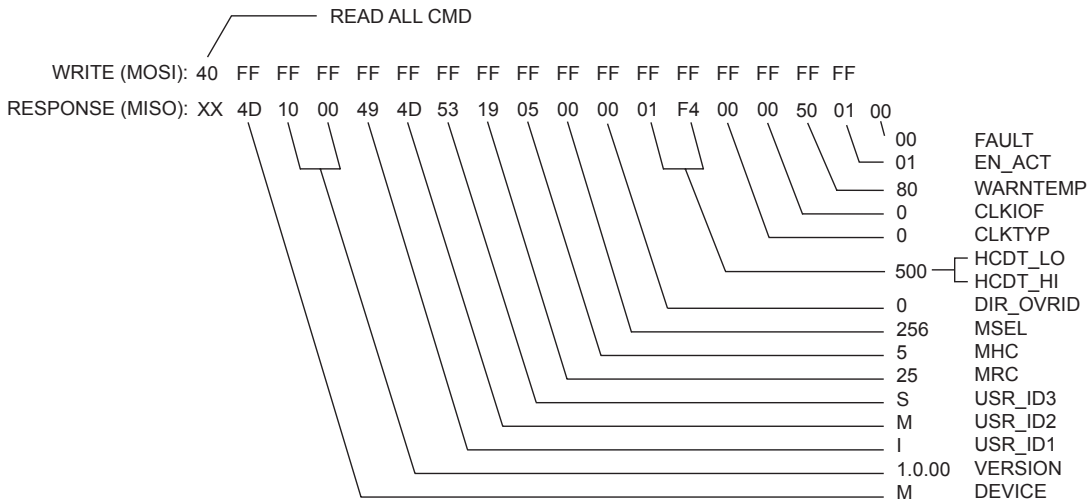 READ ALL CMD
WRITE (MOSI): 40 FF FF FF FF FF FF FF FF FF FF FF FF FF FF FF FF
RESPONSE (MISO): XX 4D 10 00 49 4D 53 19 05 00 00 01 F4 00 00 50 01 00
00 FAULT
01 EN_ACT
80 WARNTEMP
0 CLKIOF
0 CLKTYP
500 HCDT_LO
HCDT_HI
0 DIR_OVRID
256 MSEL
5 MHC
25 MRC
S USR_ID3
M USR_ID2
I USR_ID1
1.0.00 VERSION
M DEVICE